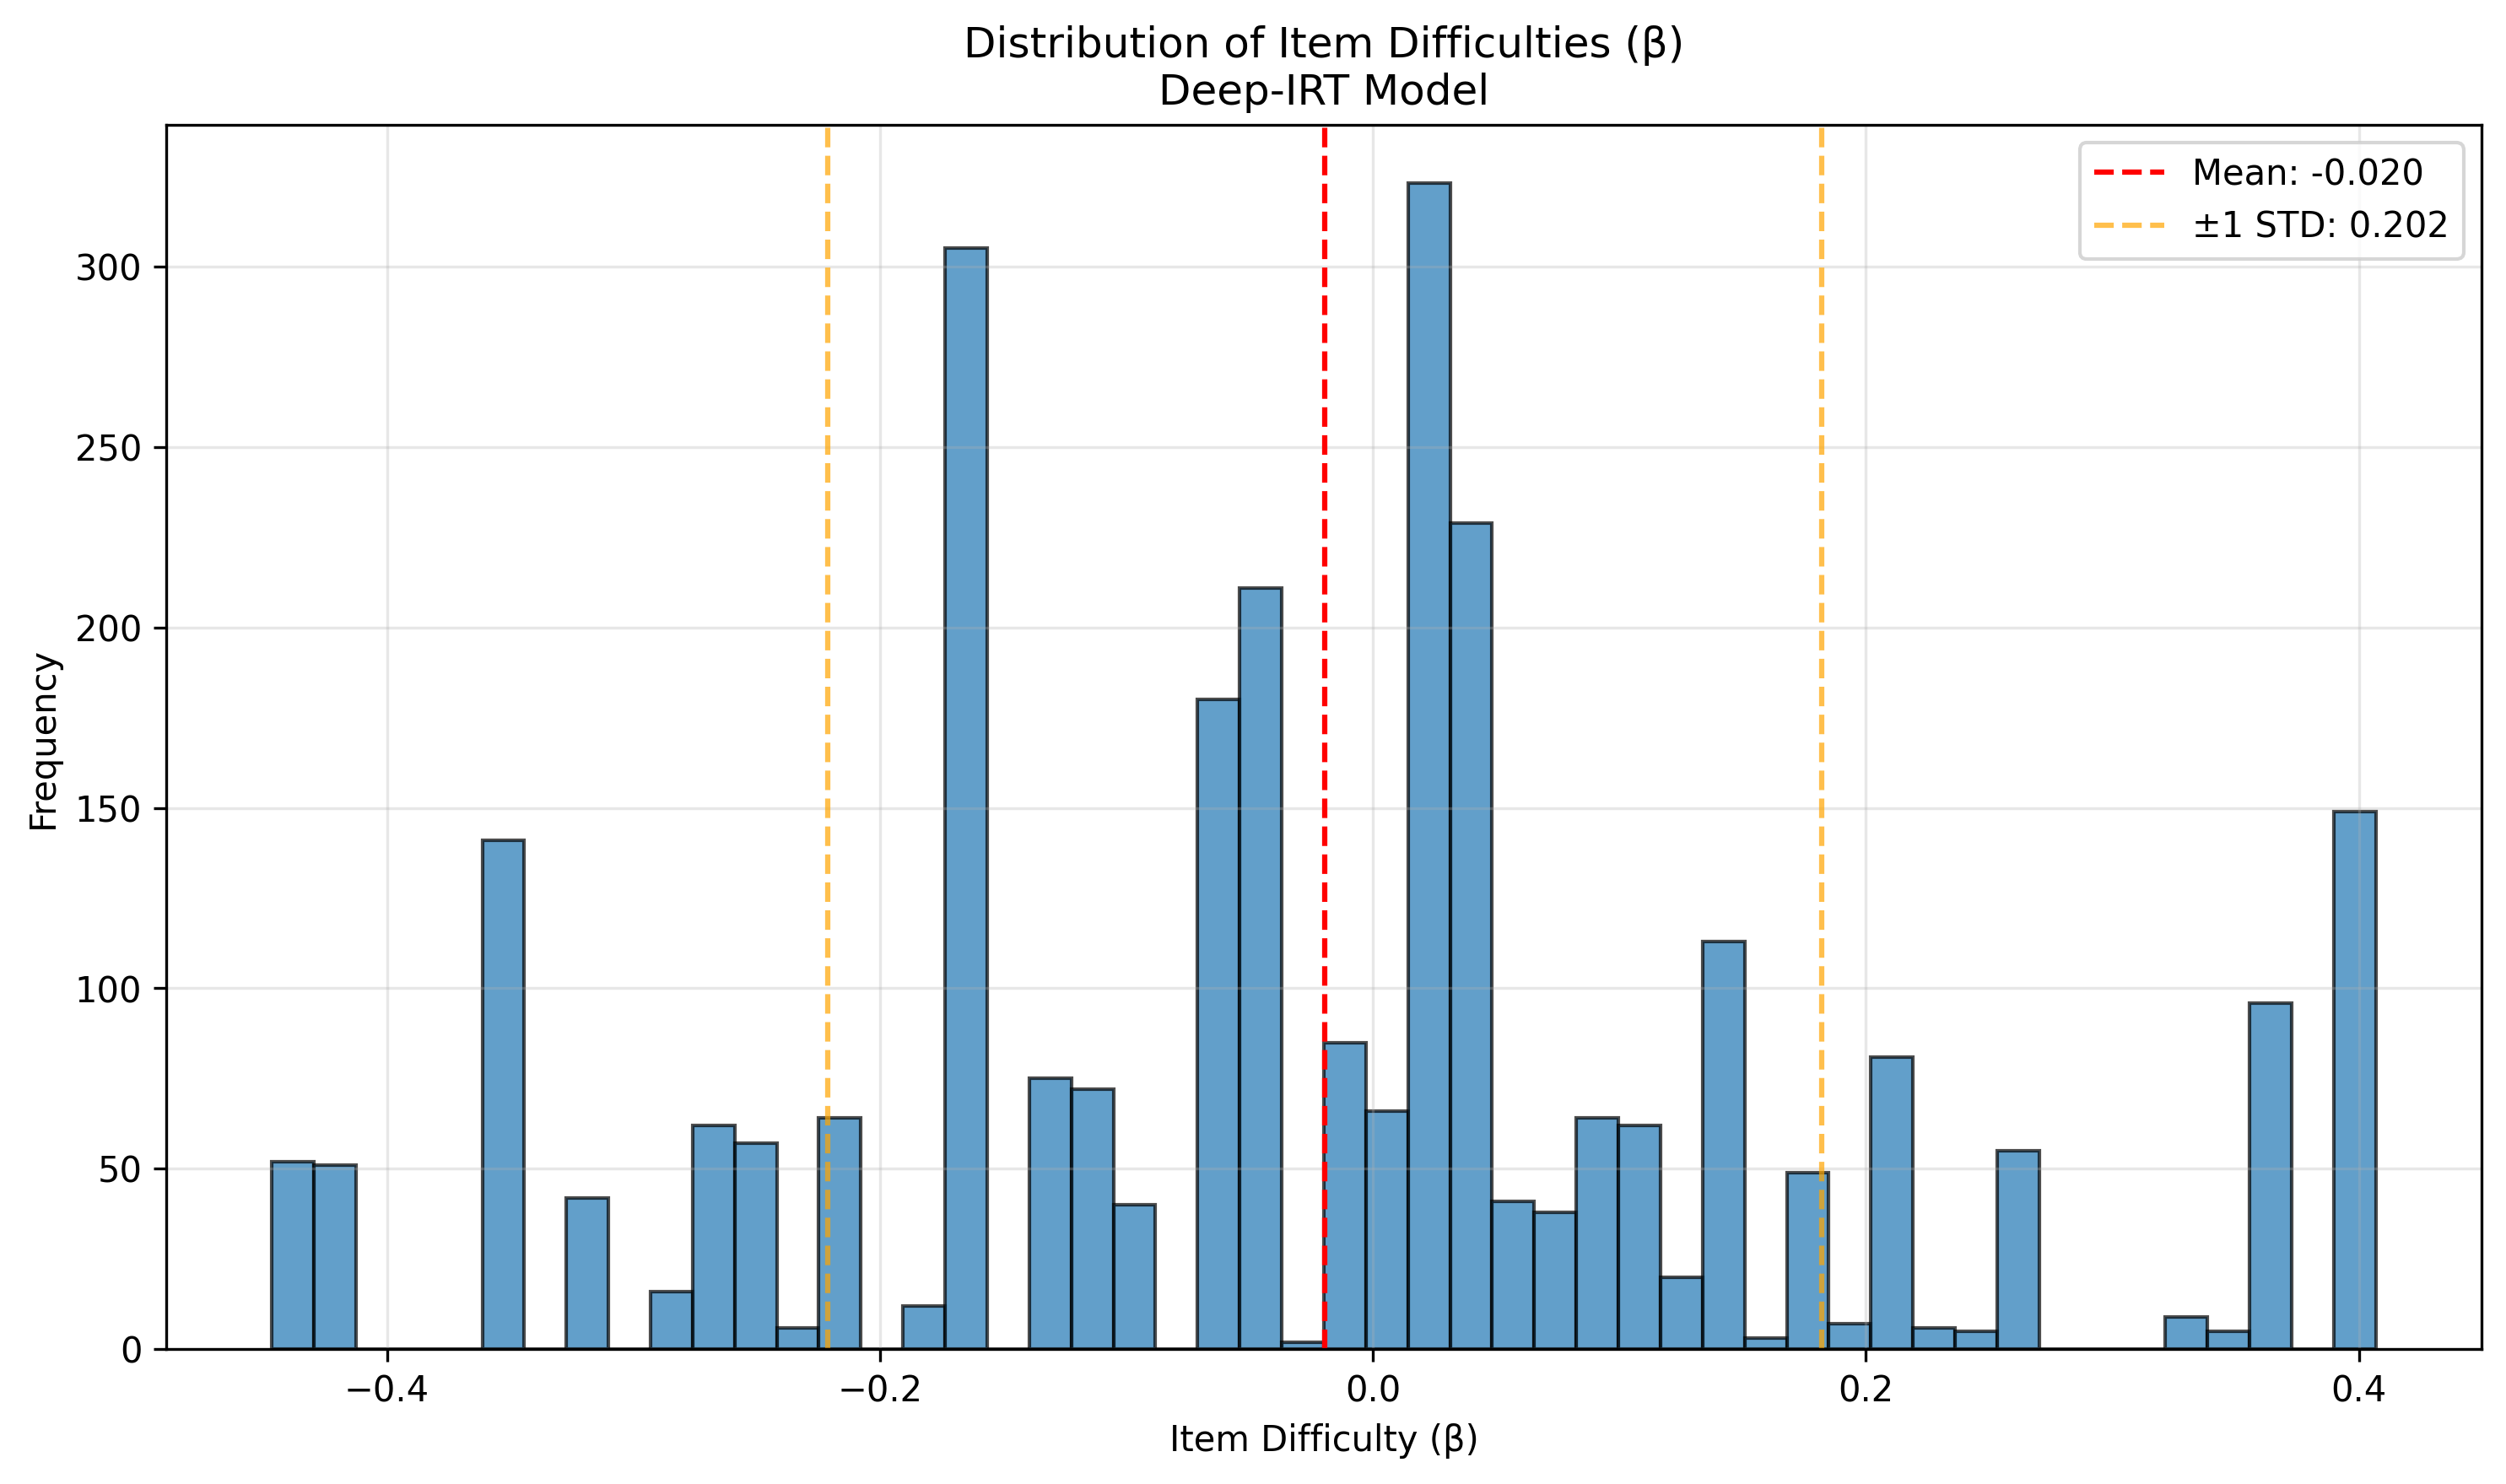 Distribution of Item Difficulties (β)
Deep-IRT Model
Mean: -0.020
±1 STD: 0.202
Frequency
300
250
200
150
100
50
0
−0.4
−0.2
0.0
0.2
0.4
Item Difficulty (β)